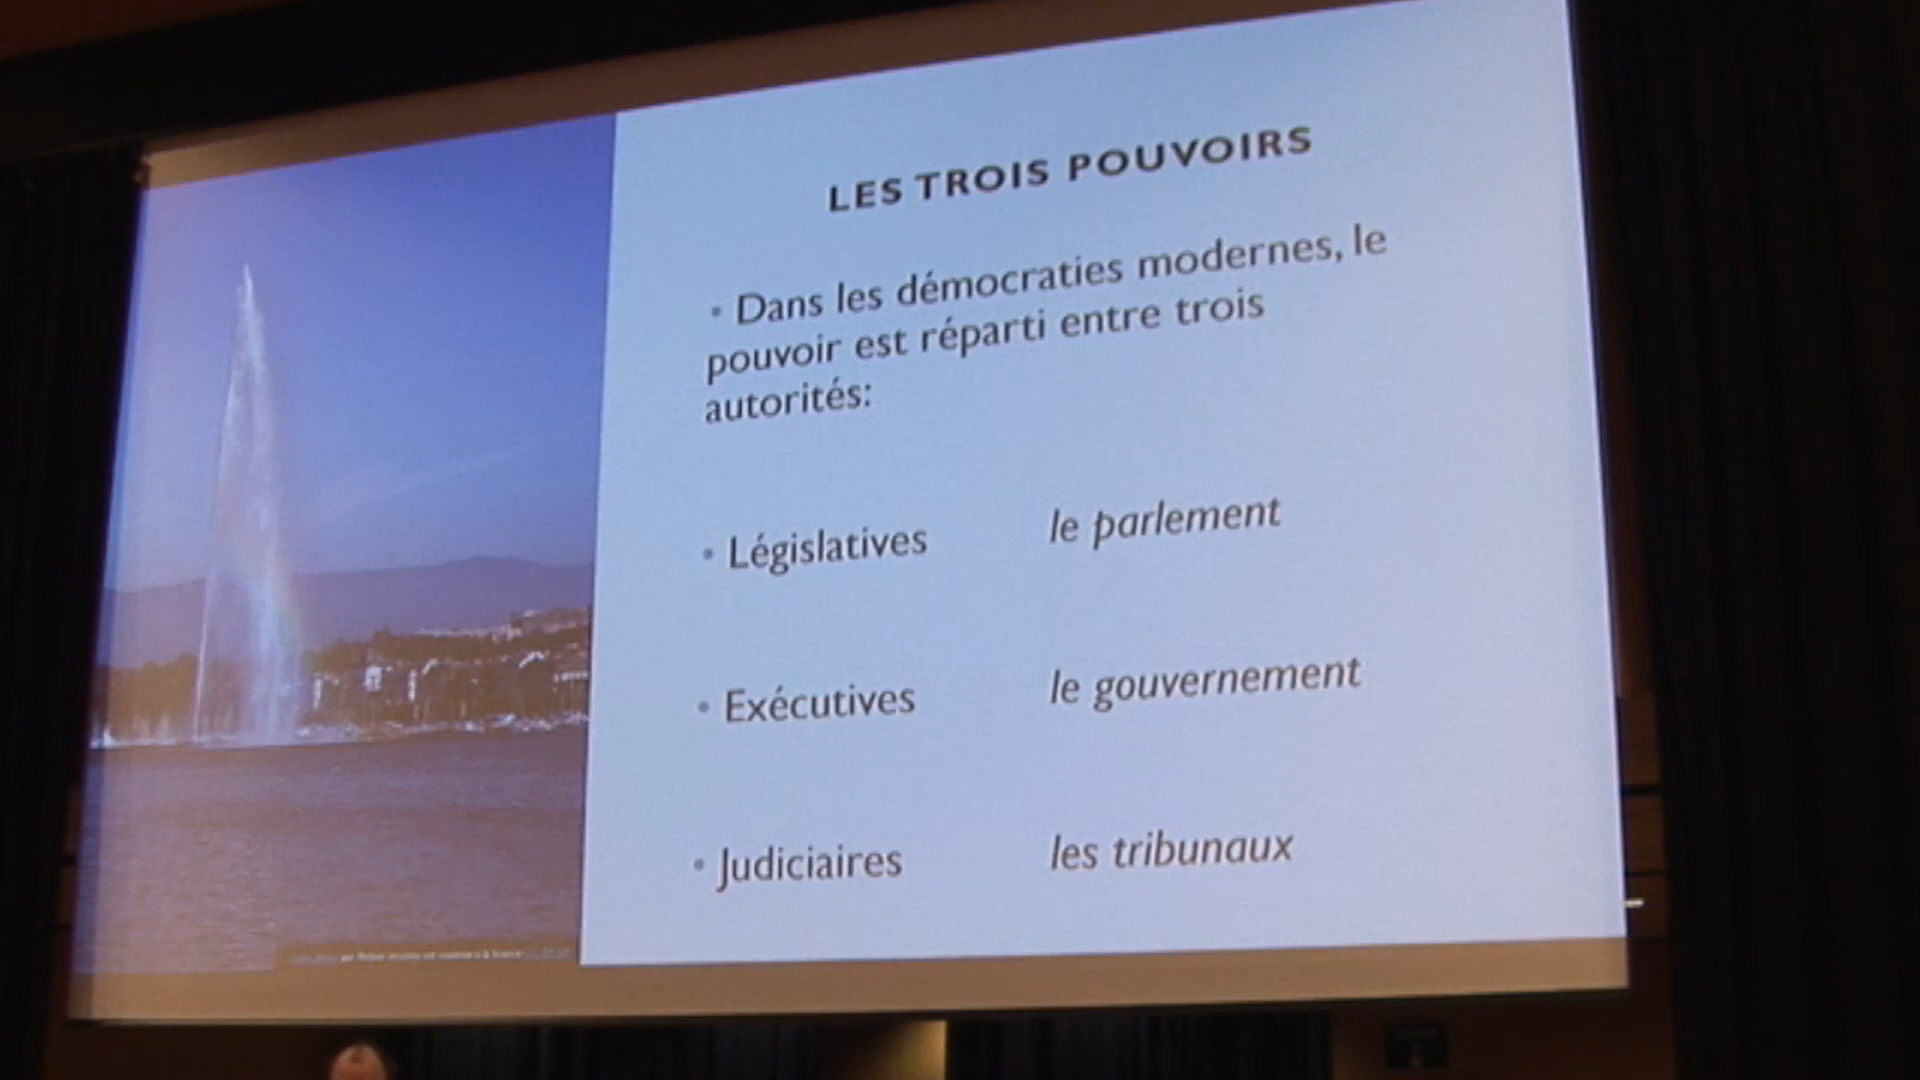 LES TROIS POUVOIRS
• Dans les démocraties modernes, le
pouvoir est réparti entre trois
autorités:
• Législatives le parlement
• Exécutives le gouvernement
• Judiciaires les tribunaux